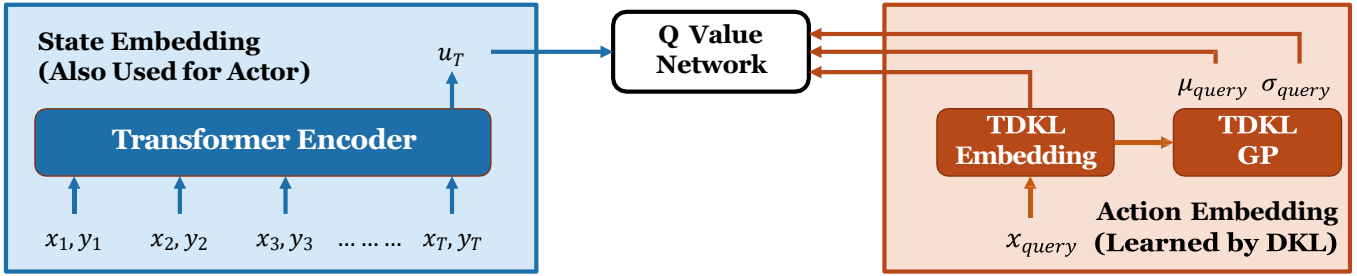 State Embedding
(Also Used for Actor)
u_T
Transformer Encoder
x_1, y_1 x_2, y_2 x_3, y_3 ... ... ... x_T, y_T
Q Value
Network
μ_query σ_query
TDKL
Embedding
TDKL
GP
x_query
Action Embedding
(Learned by DKL)